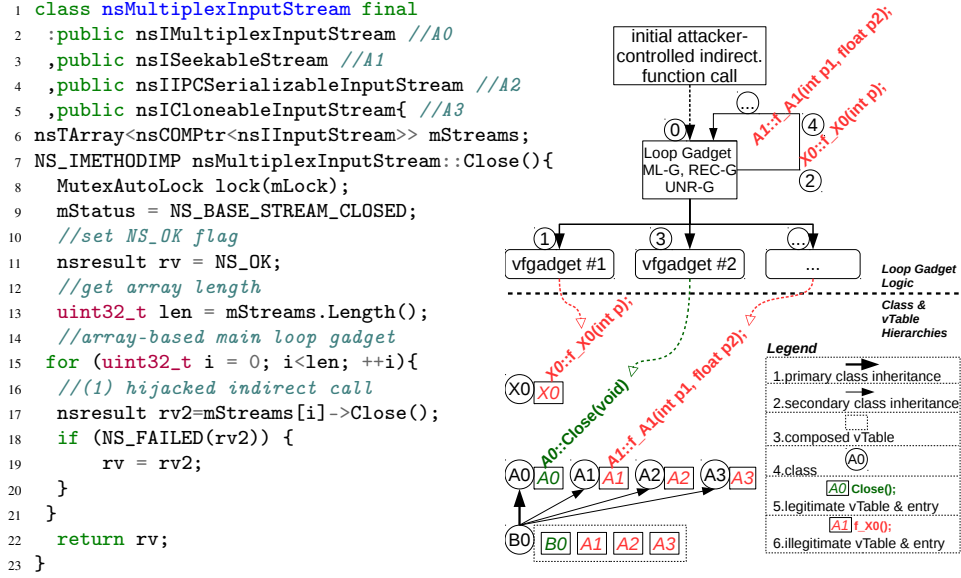 1 class nsMultiplexInputStream final
2 :public nsIMultiplexInputStream //A0
3 ,public nsISeekableStream //A1
4 ,public nsIIPCSerializableInputStream //A2
5 ,public nsICloneableInputStream{ //A3
6 nsTArray<nsCOMPtr<nsIInputStream>> mStreams;
7 NS_IMETHODIMP nsMultiplexInputStream::Close(){
8 MutexAutoLock lock(mLock);
9 mStatus = NS_BASE_STREAM_CLOSED;
10 //set NS_OK flag
11 nsresult rv = NS_OK;
12 //get array length
13 uint32_t len = mStreams.Length();
14 //array-based main loop gadget
15 for (uint32_t i = 0; i<len; ++i){
16 //(1) hijacked indirect call
17 nsresult rv2=mStreams[i]->Close();
18 if (NS_FAILED(rv2)) {
19 rv = rv2;
20 }
21 }
22 return rv;
23 }
initial attacker-
controlled indirect.
function call
A1::f_A1(int p1, float p2);
X0::f_X0(int p);
...
0
4
Loop Gadget
ML-G, REC-G
UNR-G
2
1
3
...
vfgadget #1
vfgadget #2
...
Loop Gadget
Logic
Class &
vTable
Hierarchies
X0::f_X0(int p);
A0::Close(void)
A1::f_A1(int p1, float p2);
X0 X0
A0 A0 A1 A1 A2 A2 A3 A3
B0 B0 A1 A2 A3
Legend
1.primary class inheritance
2.secondary class inheritance
3.composed vTable
A0
4.class
A0 Close();
5.legitimate vTable & entry
A1 f_X0();
6.illegitimate vTable & entry